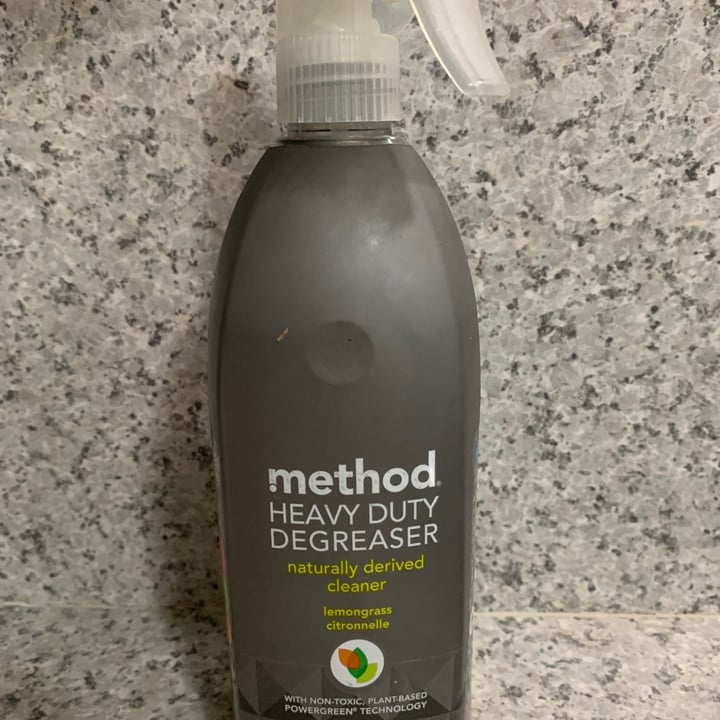 method®
HEAVY DUTY
DEGREASER
naturally derived
cleaner
lemongrass
citronnelle
WITH NON-TOXIC, PLANT-BASED
POWERGREEN® TECHNOLOGY